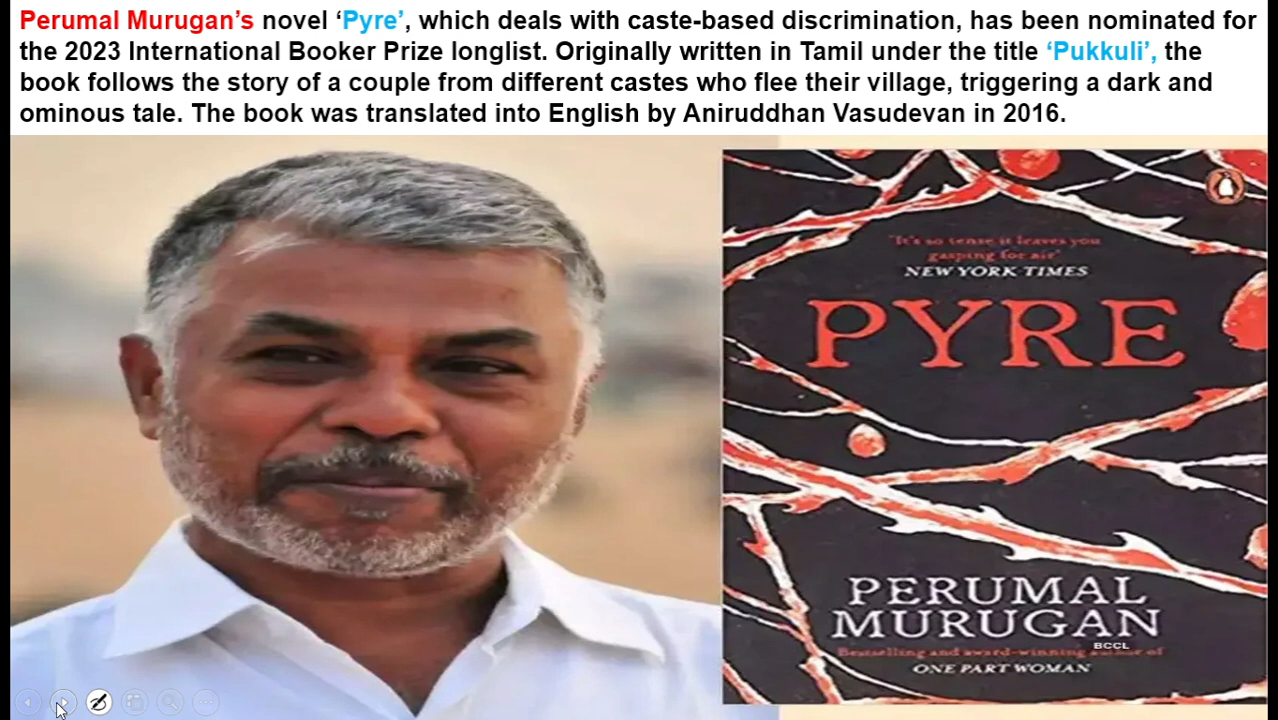 Perumal Murugan’s novel ‘Pyre’, which deals with caste-based discrimination, has been nominated for
the 2023 International Booker Prize longlist. Originally written in Tamil under the title ‘Pukkuli’, the
book follows the story of a couple from different castes who flee their village, triggering a dark and
ominous tale. The book was translated into English by Aniruddhan Vasudevan in 2016.
'It's so tense it leaves you
gasping for air'
NEW YORK TIMES
PYRE
PERUMAL
MURUGAN
BCCL
Bestselling and award-winning author of
ONE PART WOMAN